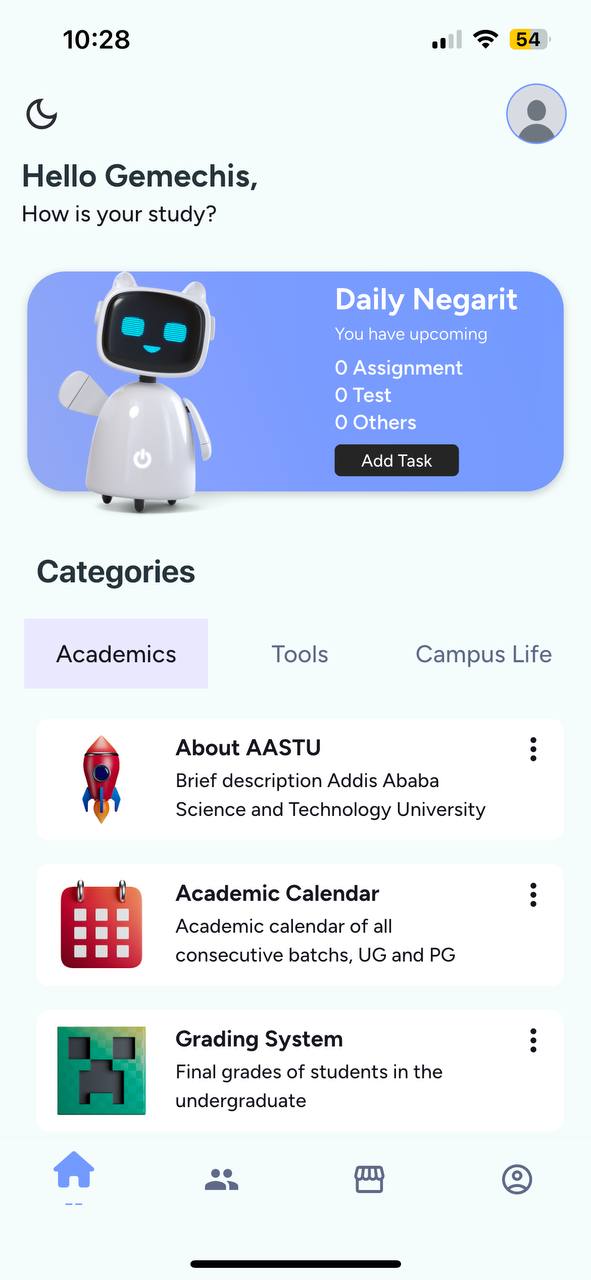 10:28
54
Hello Gemechis,
How is your study?
Daily Negarit
You have upcoming
0 Assignment
0 Test
0 Others
Add Task
Categories
Academics
Tools
Campus Life
About AASTU
Brief description Addis Ababa
Science and Technology University
Academic Calendar
Academic calendar of all
consecutive batchs, UG and PG
Grading System
Final grades of students in the
undergraduate